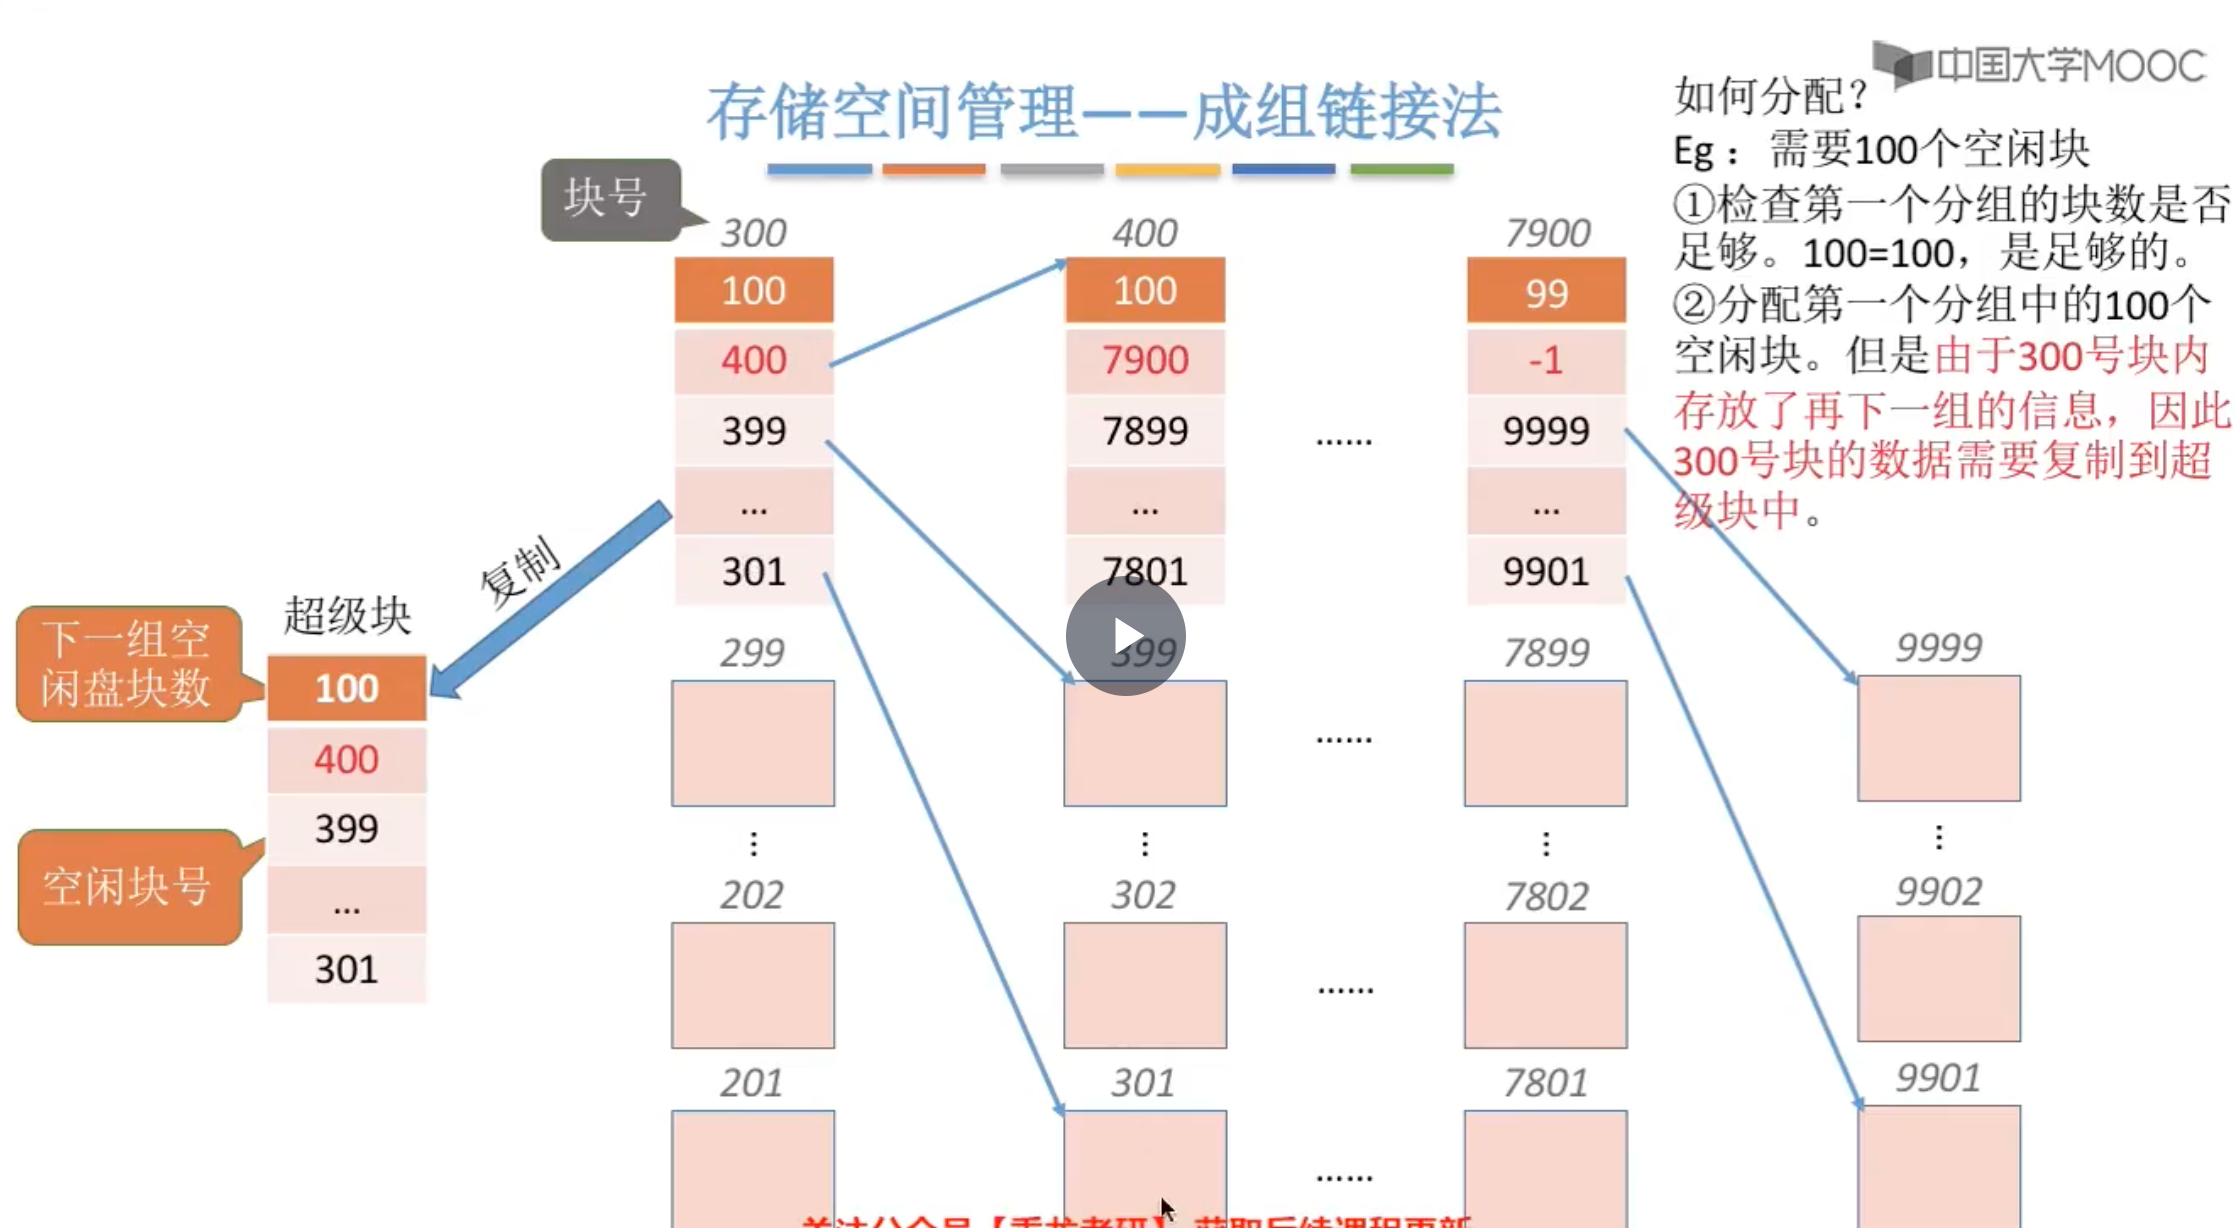 中国大学MOOC
存储空间管理——成组链接法
如何分配？
Eg：需要100个空闲块
①检查第一个分组的块数是否
足够。100=100，是足够的。
②分配第一个分组中的100个
空闲块。但是由于300号块内
存放了再下一组的信息，因此
300号块的数据需要复制到超
级块中。
块号
300
100
400
399
...
301
400
100
7900
7899
...
7801
......
7900
99
-1
9999
...
9901
复制
超级块
下一组空
闲盘块数
100
400
399
...
301
空闲块号
299
399
7899
9999
......
202
302
7802
9902
......
201
301
7801
9901
......